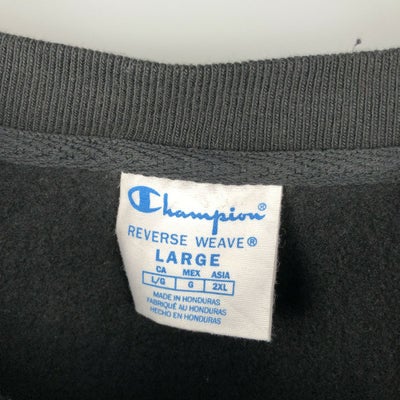 Champion
REVERSE WEAVE®
LARGE
CA MEX ASIA
L/G G 2XL
MADE IN HONDURAS
FABRIQUÉ AU HONDURAS
HECHO EN HONDURAS